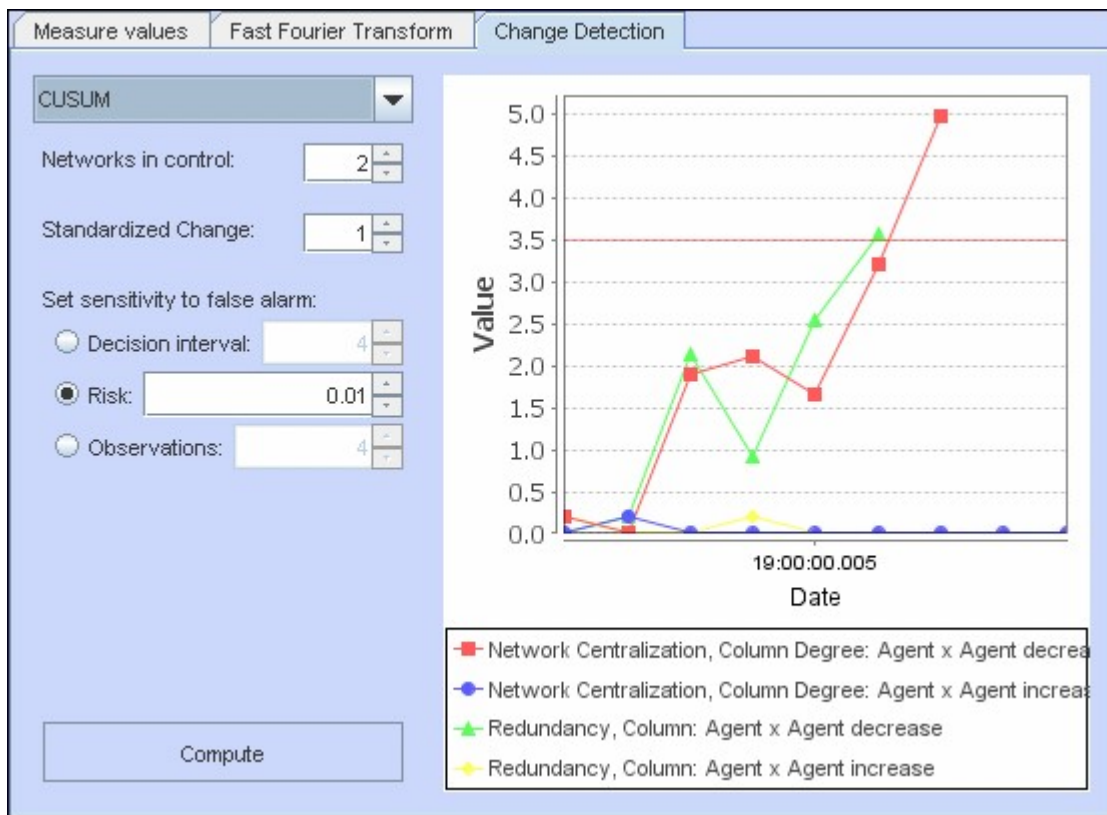 Measure values
Fast Fourier Transform
Change Detection
CUSUM
Networks in control: 2
Standardized Change: 1
Set sensitivity to false alarm:
Decision interval: 4
Risk: 0.01
Observations: 4
Compute
Value
5.0
4.5
4.0
3.5
3.0
2.5
2.0
1.5
1.0
0.5
0.0
19:00:00.005
Date
Network Centralization, Column Degree: Agent x Agent decrea
Network Centralization, Column Degree: Agent x Agent increas
Redundancy, Column: Agent x Agent decrease
Redundancy, Column: Agent x Agent increase